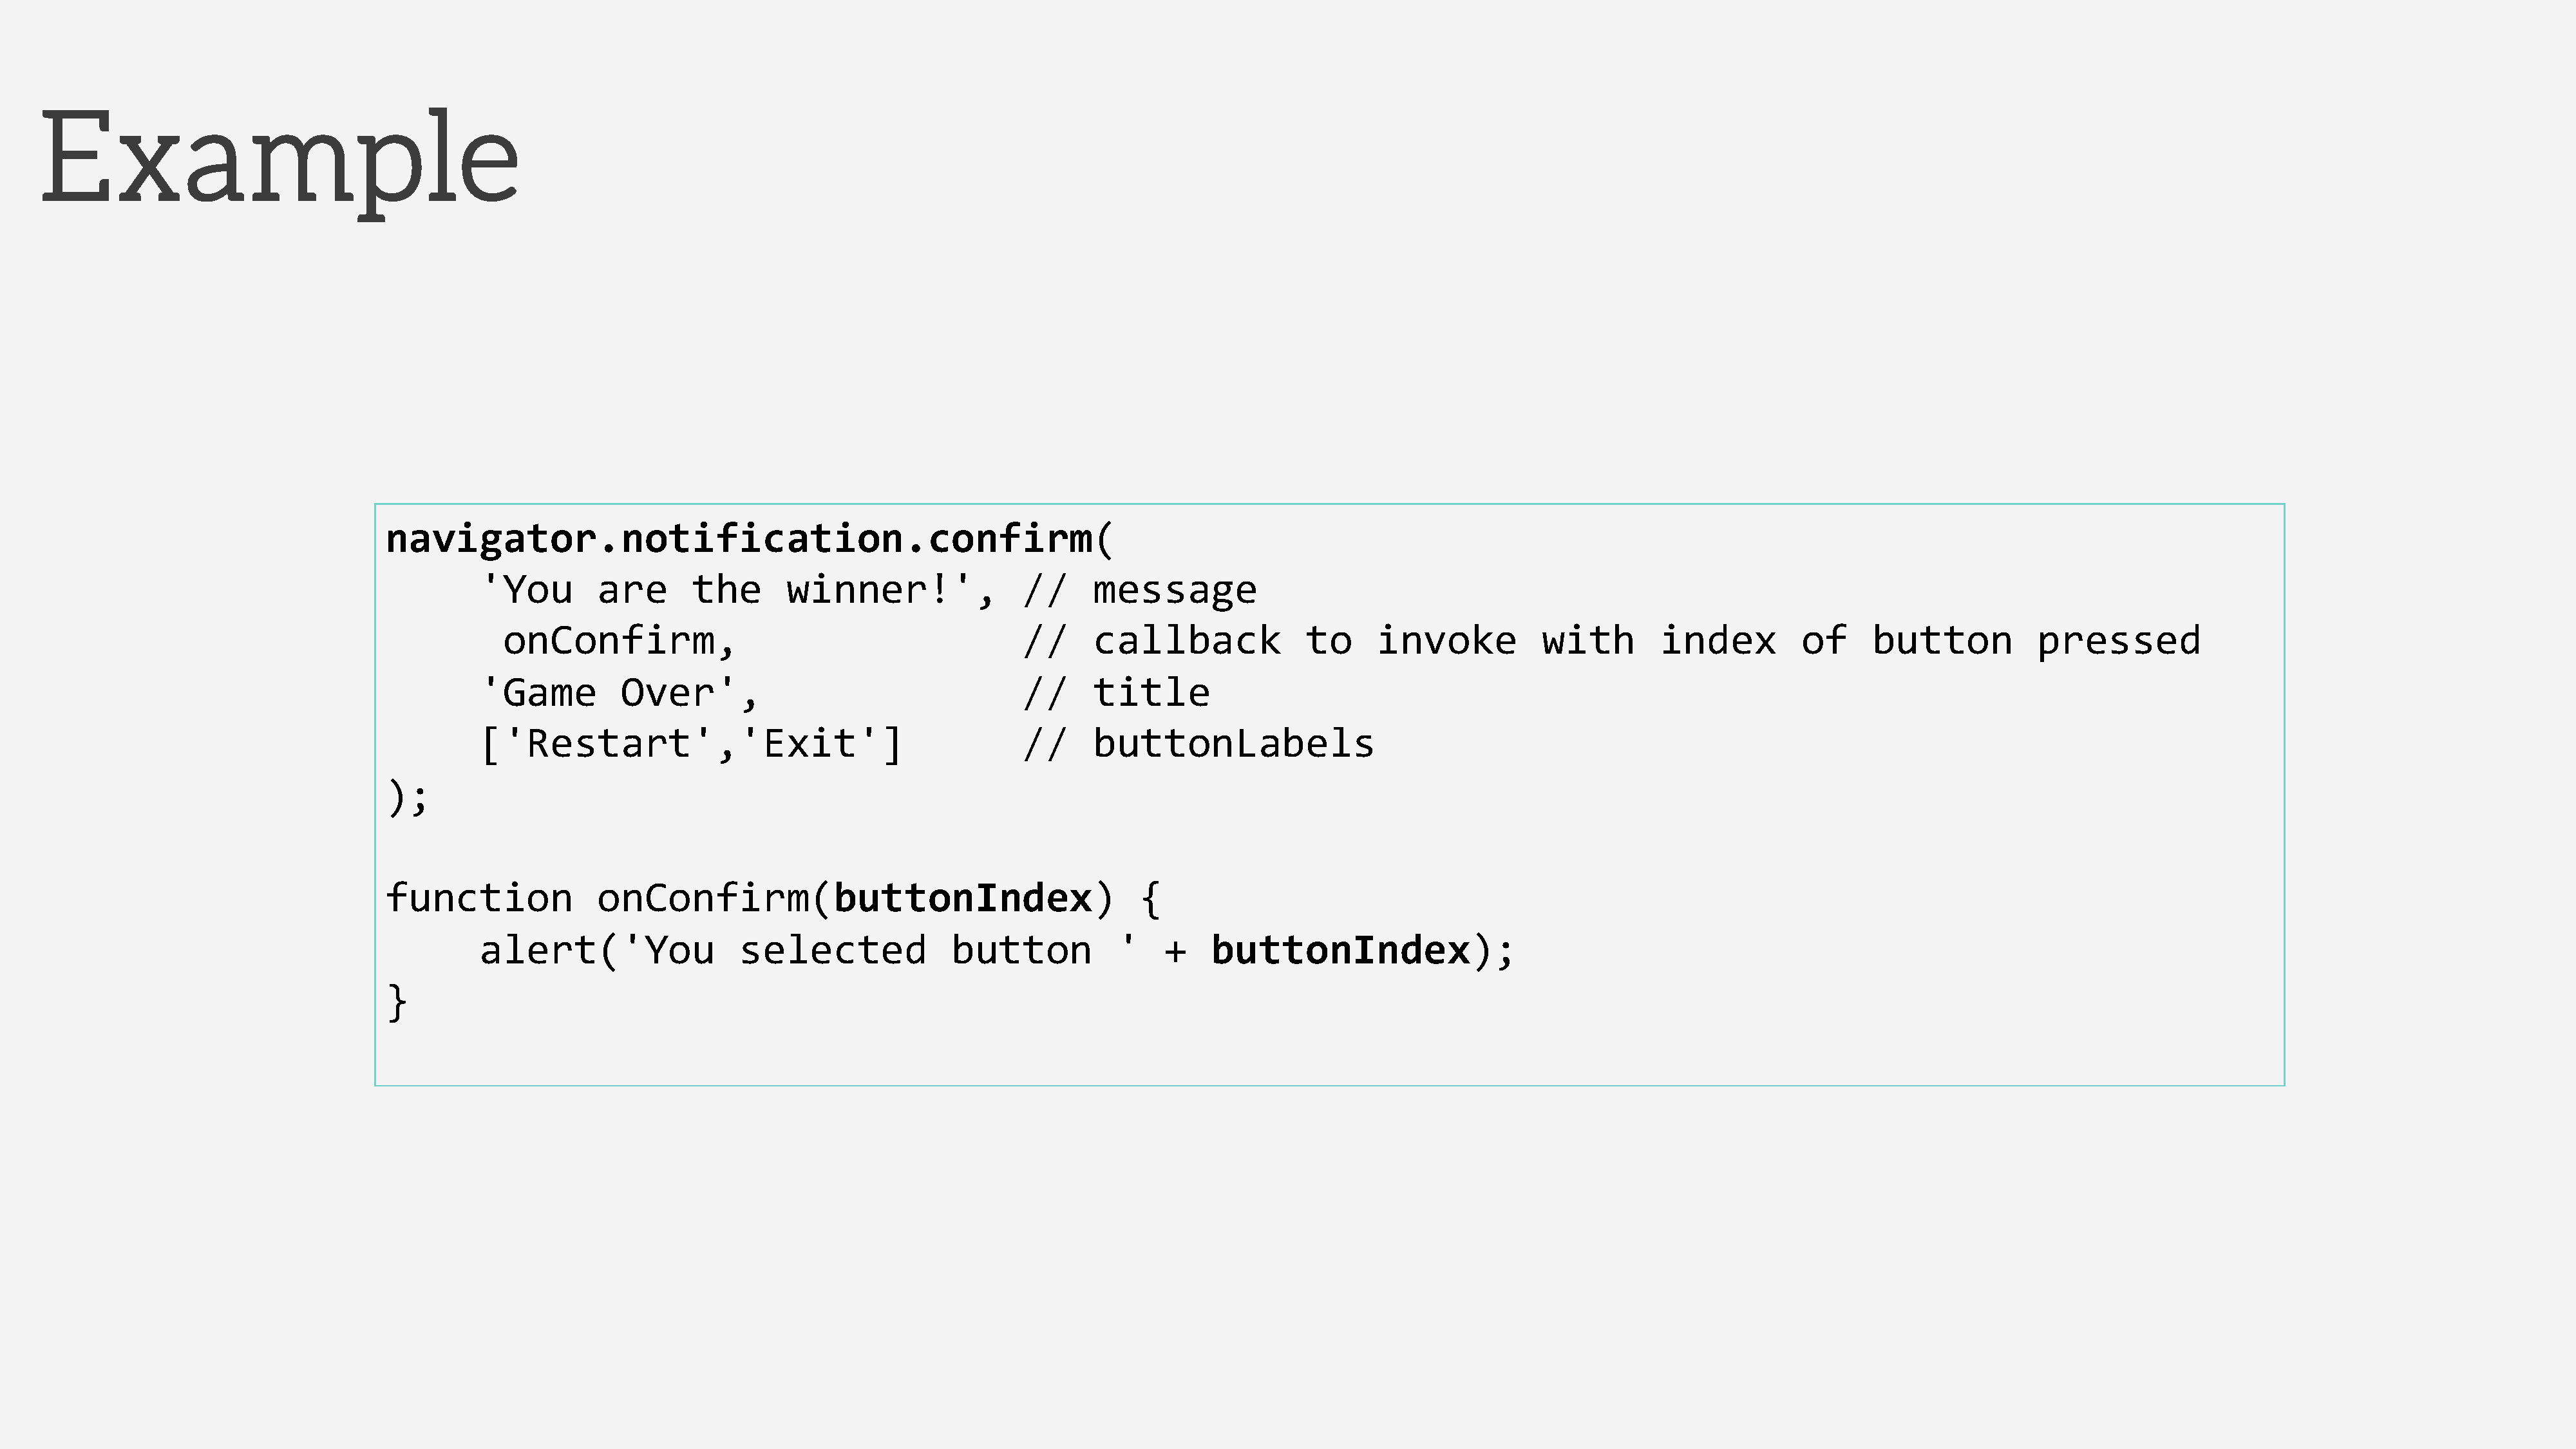 Example
navigator.notification.confirm(
    'You are the winner!', // message
     onConfirm,            // callback to invoke with index of button pressed
    'Game Over',           // title
    ['Restart','Exit']     // buttonLabels
);
function onConfirm(buttonIndex) {
    alert('You selected button ' + buttonIndex);
}